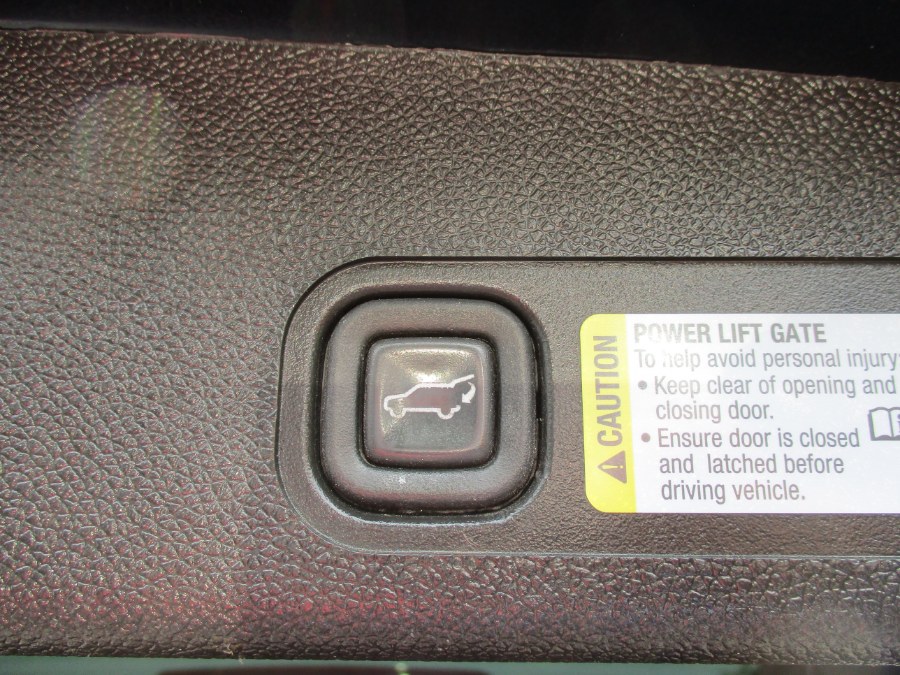 CAUTION
POWER LIFT GATE
To help avoid personal injury:
• Keep clear of opening and
closing door.
• Ensure door is closed
and latched before
driving vehicle.